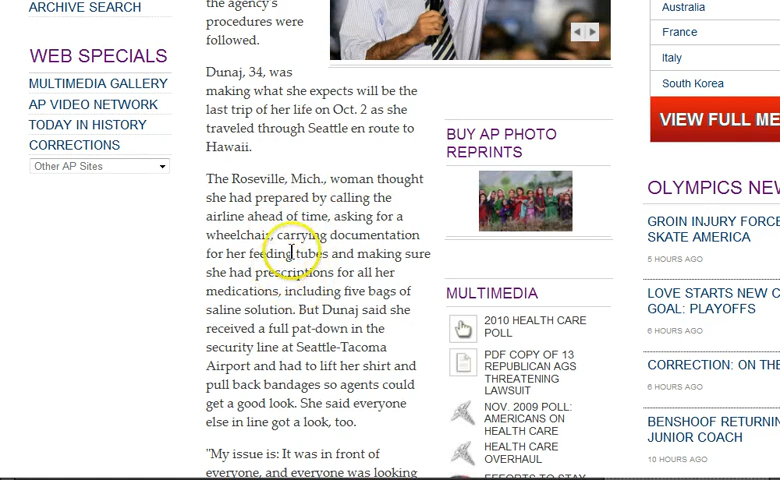 ARCHIVE SEARCH
WEB SPECIALS
MULTIMEDIA GALLERY
AP VIDEO NETWORK
TODAY IN HISTORY
CORRECTIONS
Other AP Sites
the agency's
procedures were
followed.
Dunaj, 34, was
making what she expects will be the
last trip of her life on Oct. 2 as she
traveled through Seattle en route to
Hawaii.
The Roseville, Mich., woman thought
she had prepared by calling the
airline ahead of time, asking for a
wheelchair, carrying documentation
for her feeding tubes and making sure
she had prescriptions for all her
medications, including five bags of
saline solution. But Dunaj said she
received a full pat-down in the
security line at Seattle-Tacoma
Airport and had to lift her shirt and
pull back bandages so agents could
get a good look. She said everyone
else in line got a look, too.
"My issue is: It was in front of
everyone, and everyone was looking
BUY AP PHOTO
REPRINTS
MULTIMEDIA
2010 HEALTH CARE
POLL
PDF COPY OF 13
REPUBLICAN AGS
THREATENING
LAWSUIT
NOV. 2009 POLL:
AMERICANS ON
HEALTH CARE
HEALTH CARE
OVERHAUL
EFFORTS TO STAY
Australia
France
Italy
South Korea
VIEW FULL ME
OLYMPICS NEW
GROIN INJURY FORCE
SKATE AMERICA
5 HOURS AGO
LOVE STARTS NEW C
GOAL: PLAYOFFS
6 HOURS AGO
CORRECTION: ON THE
6 HOURS AGO
BENSHOOF RETURNIN
JUNIOR COACH
10 HOURS AGO